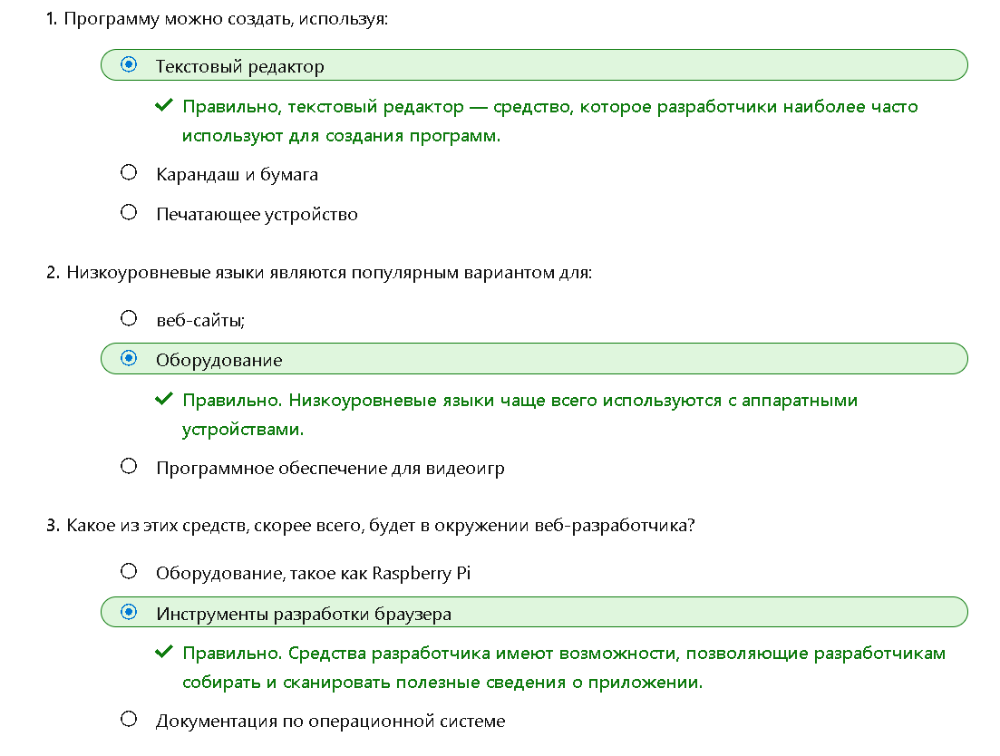 1. Программу можно создать, используя:
Текстовый редактор
Правильно, текстовый редактор — средство, которое разработчики наиболее часто
используют для создания программ.
Карандаш и бумага
Печатающее устройство
2. Низкоуровневые языки являются популярным вариантом для:
веб-сайты;
Оборудование
Правильно. Низкоуровневые языки чаще всего используются с аппаратными
устройствами.
Программное обеспечение для видеоигр
3. Какое из этих средств, скорее всего, будет в окружении веб-разработчика?
Оборудование, такое как Raspberry Pi
Инструменты разработки браузера
Правильно. Средства разработчика имеют возможности, позволяющие разработчикам
собирать и сканировать полезные сведения о приложении.
Документация по операционной системе